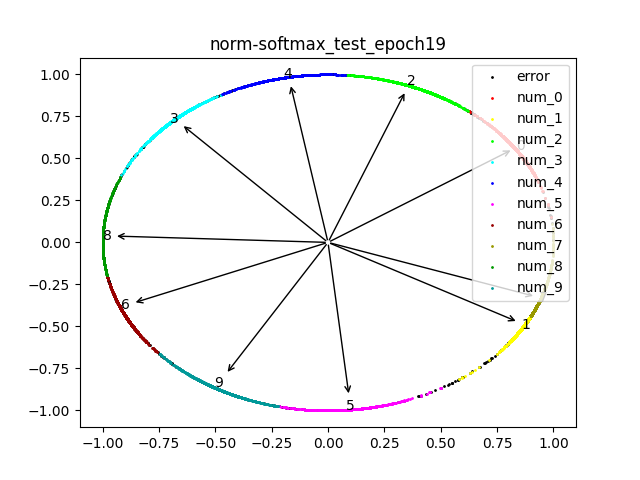 norm-softmax_test_epoch19
1.00
0.75
0.50
0.25
0.00
−0.25
−0.50
−0.75
−1.00
4
2
3
0
8
6
1
9
5
error
num_0
num_1
num_2
num_3
num_4
num_5
num_6
num_7
num_8
num_9
−1.00 −0.75 −0.50 −0.25 0.00 0.25 0.50 0.75 1.00